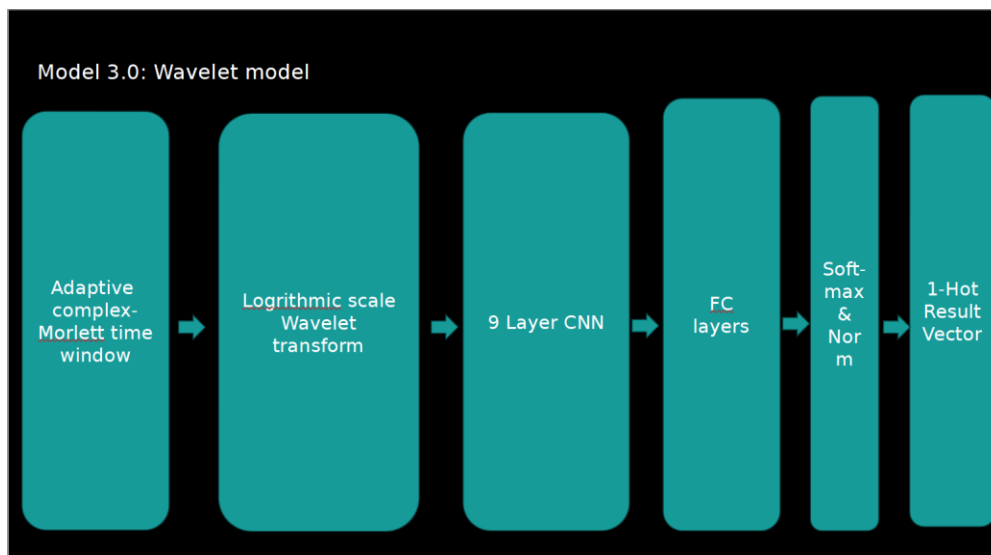 Model 3.0: Wavelet model
Adaptive
complex-
Morlett time
window
Logrithmic scale
Wavelet
transform
9 Layer CNN
FC
layers
Soft-
max
&
Nor
m
1-Hot
Result
Vector